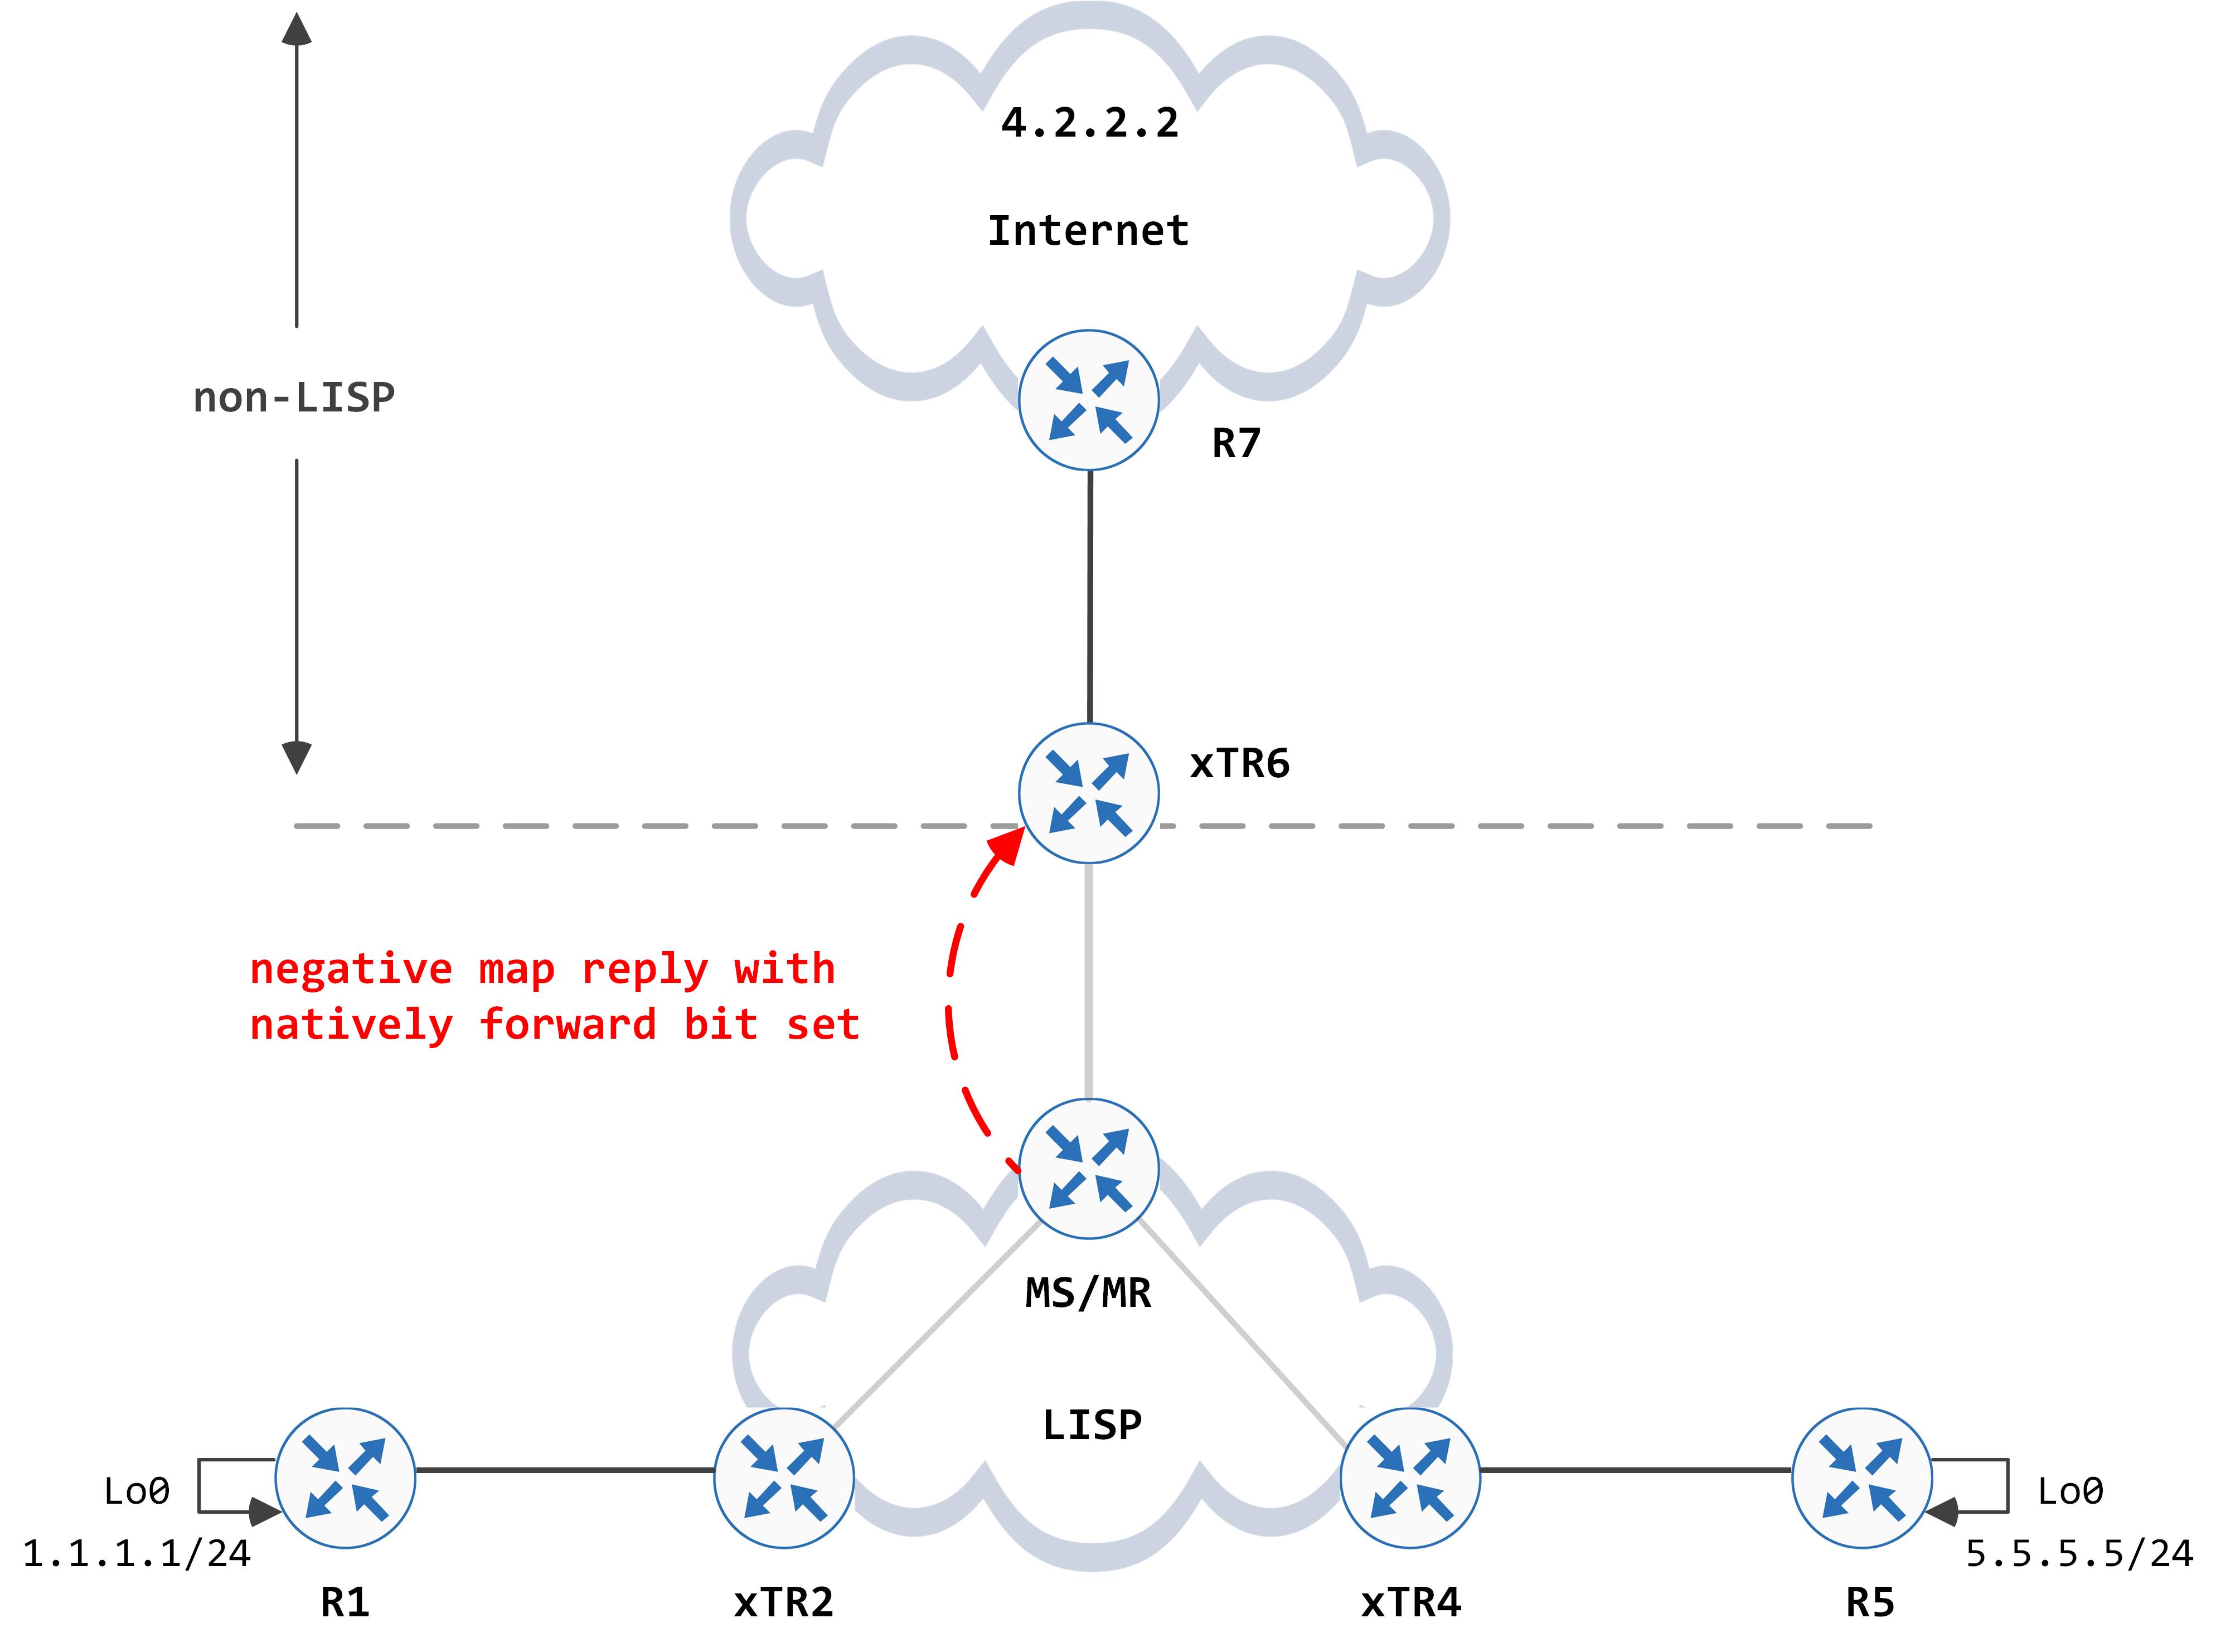 4.2.2.2
Internet
non-LISP
R7
xTR6
negative map reply with
natively forward bit set
MS/MR
LISP
Lo0
1.1.1.1/24
Lo0
5.5.5.5/24
R1
xTR2
xTR4
R5